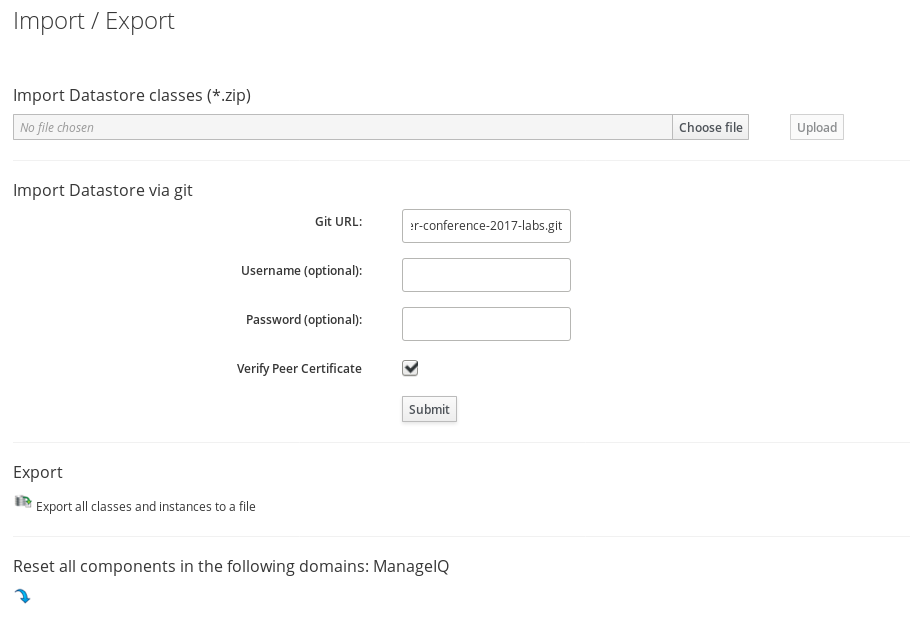 Import / Export
Import Datastore classes (*.zip)
No file chosen
Choose file
Upload
Import Datastore via git
Git URL:
er-conference-2017-labs.git
Username (optional):
Password (optional):
Verify Peer Certificate
Submit
Export
Export all classes and instances to a file
Reset all components in the following domains: ManageIQ